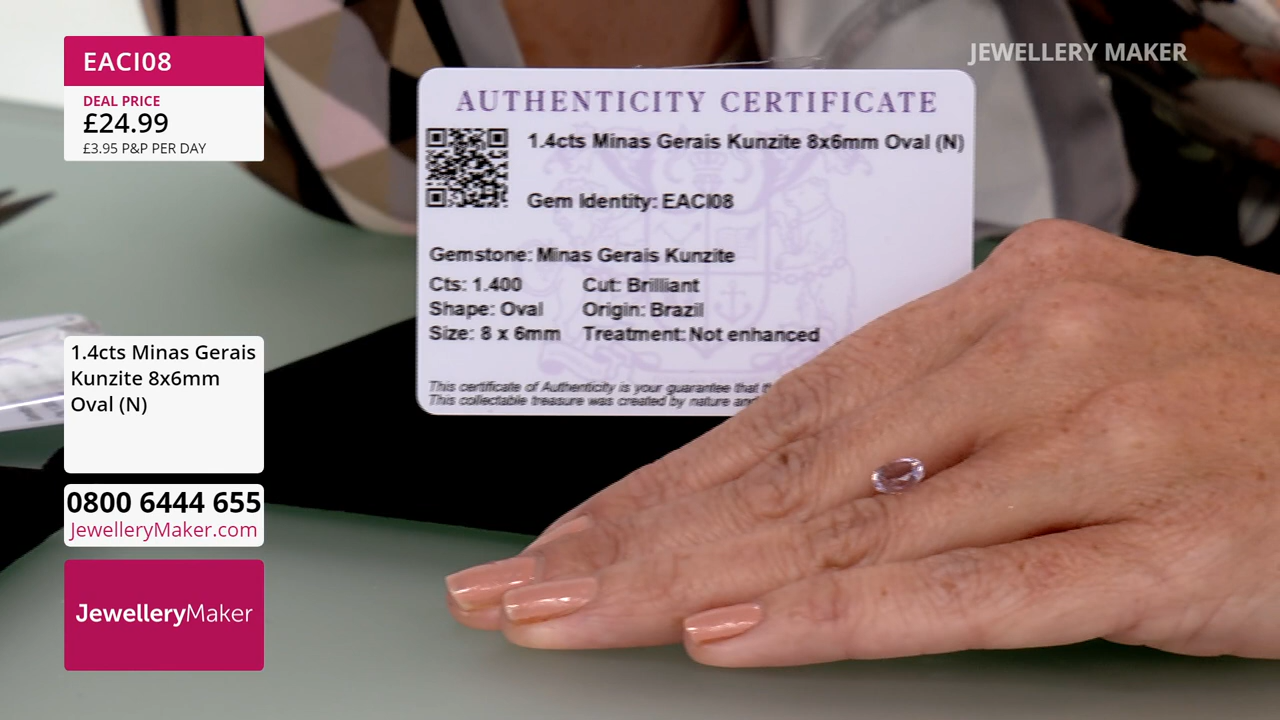 EACI08
DEAL PRICE
£24.99
£3.95 P&P PER DAY
JEWELLERY MAKER
AUTHENTICITY CERTIFICATE
1.4cts Minas Gerais Kunzite 8x6mm Oval (N)
Gem Identity: EACI08
Gemstone: Minas Gerais Kunzite
Cts: 1.400 Cut: Brilliant
Shape: Oval Origin: Brazil
Size: 8 x 6mm Treatment: Not enhanced
This certificate of Authenticity is your guarantee that
This collectable treasure was created by nature and
1.4cts Minas Gerais
Kunzite 8x6mm
Oval (N)
0800 6444 655
JewelleryMaker.com
JewelleryMaker